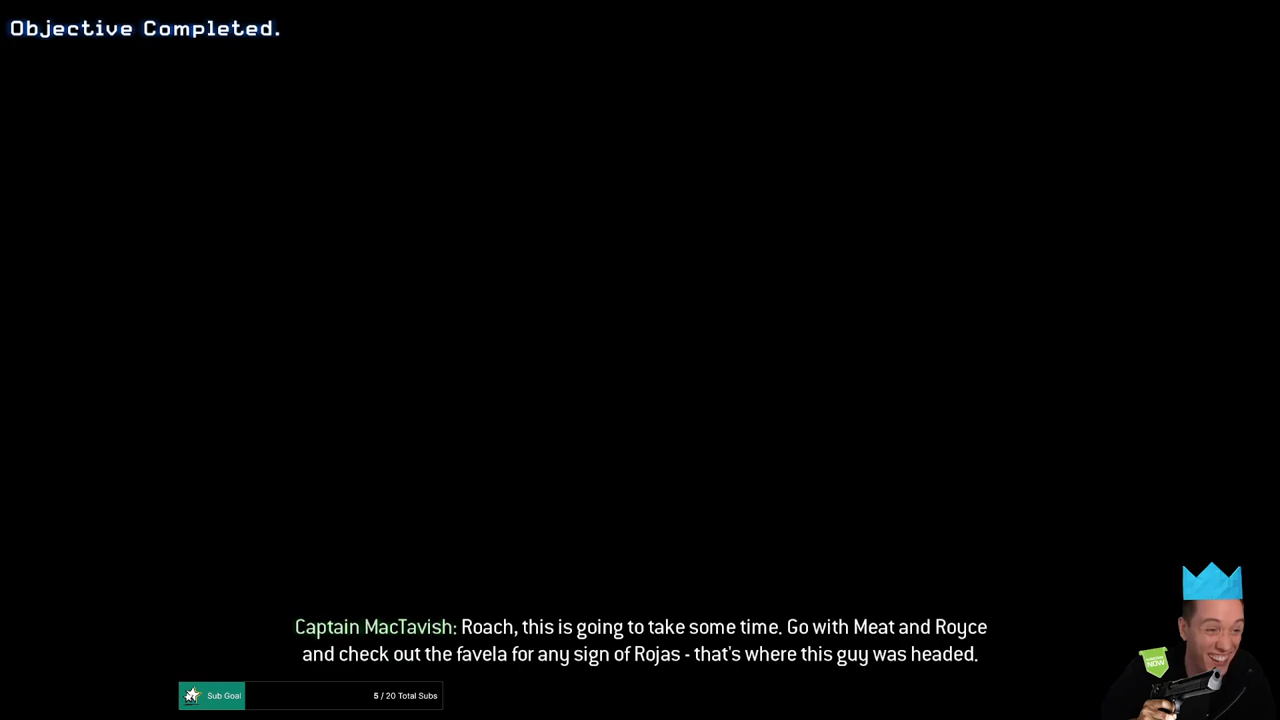 Objective Completed.
Captain MacTavish: Roach, this is going to take some time. Go with Meat and Royce
and check out the favela for any sign of Rojas - that's where this guy was headed.
Sub Goal
5 / 20 Total Subs
NOW